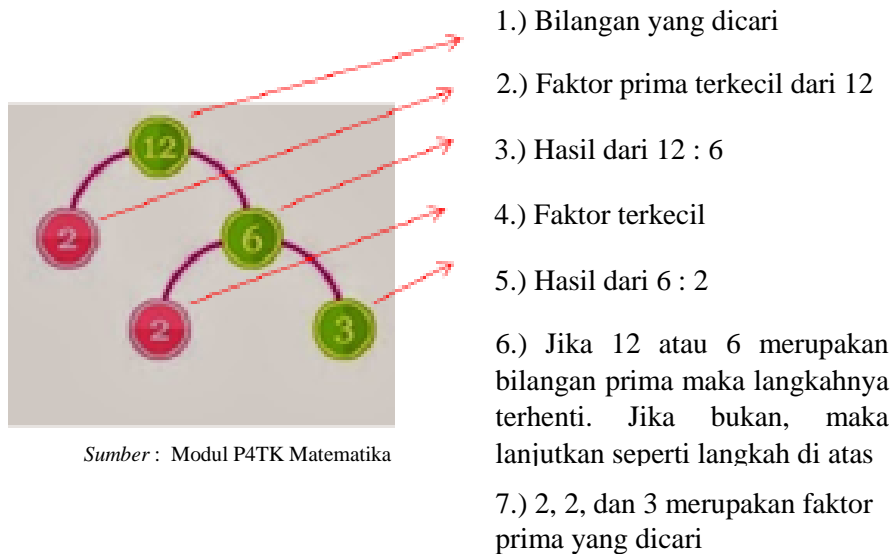 1.) Bilangan yang dicari
2.) Faktor prima terkecil dari 12
12
3.) Hasil dari 12 : 6
2
6
4.) Faktor terkecil
5.) Hasil dari 6 : 2
2
3
6.) Jika 12 atau 6 merupakan
bilangan prima maka langkahnya
terhenti. Jika bukan, maka
lanjutkan seperti langkah di atas
Sumber : Modul P4TK Matematika
7.) 2, 2, dan 3 merupakan faktor
prima yang dicari